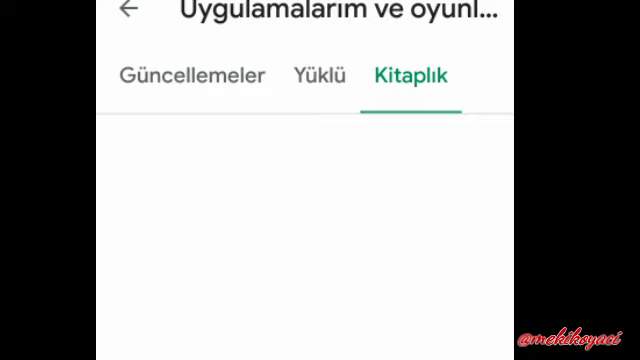 Uygulamalarım ve oyunl...
Güncellemeler Yüklü Kitaplık
@mekikoyaci